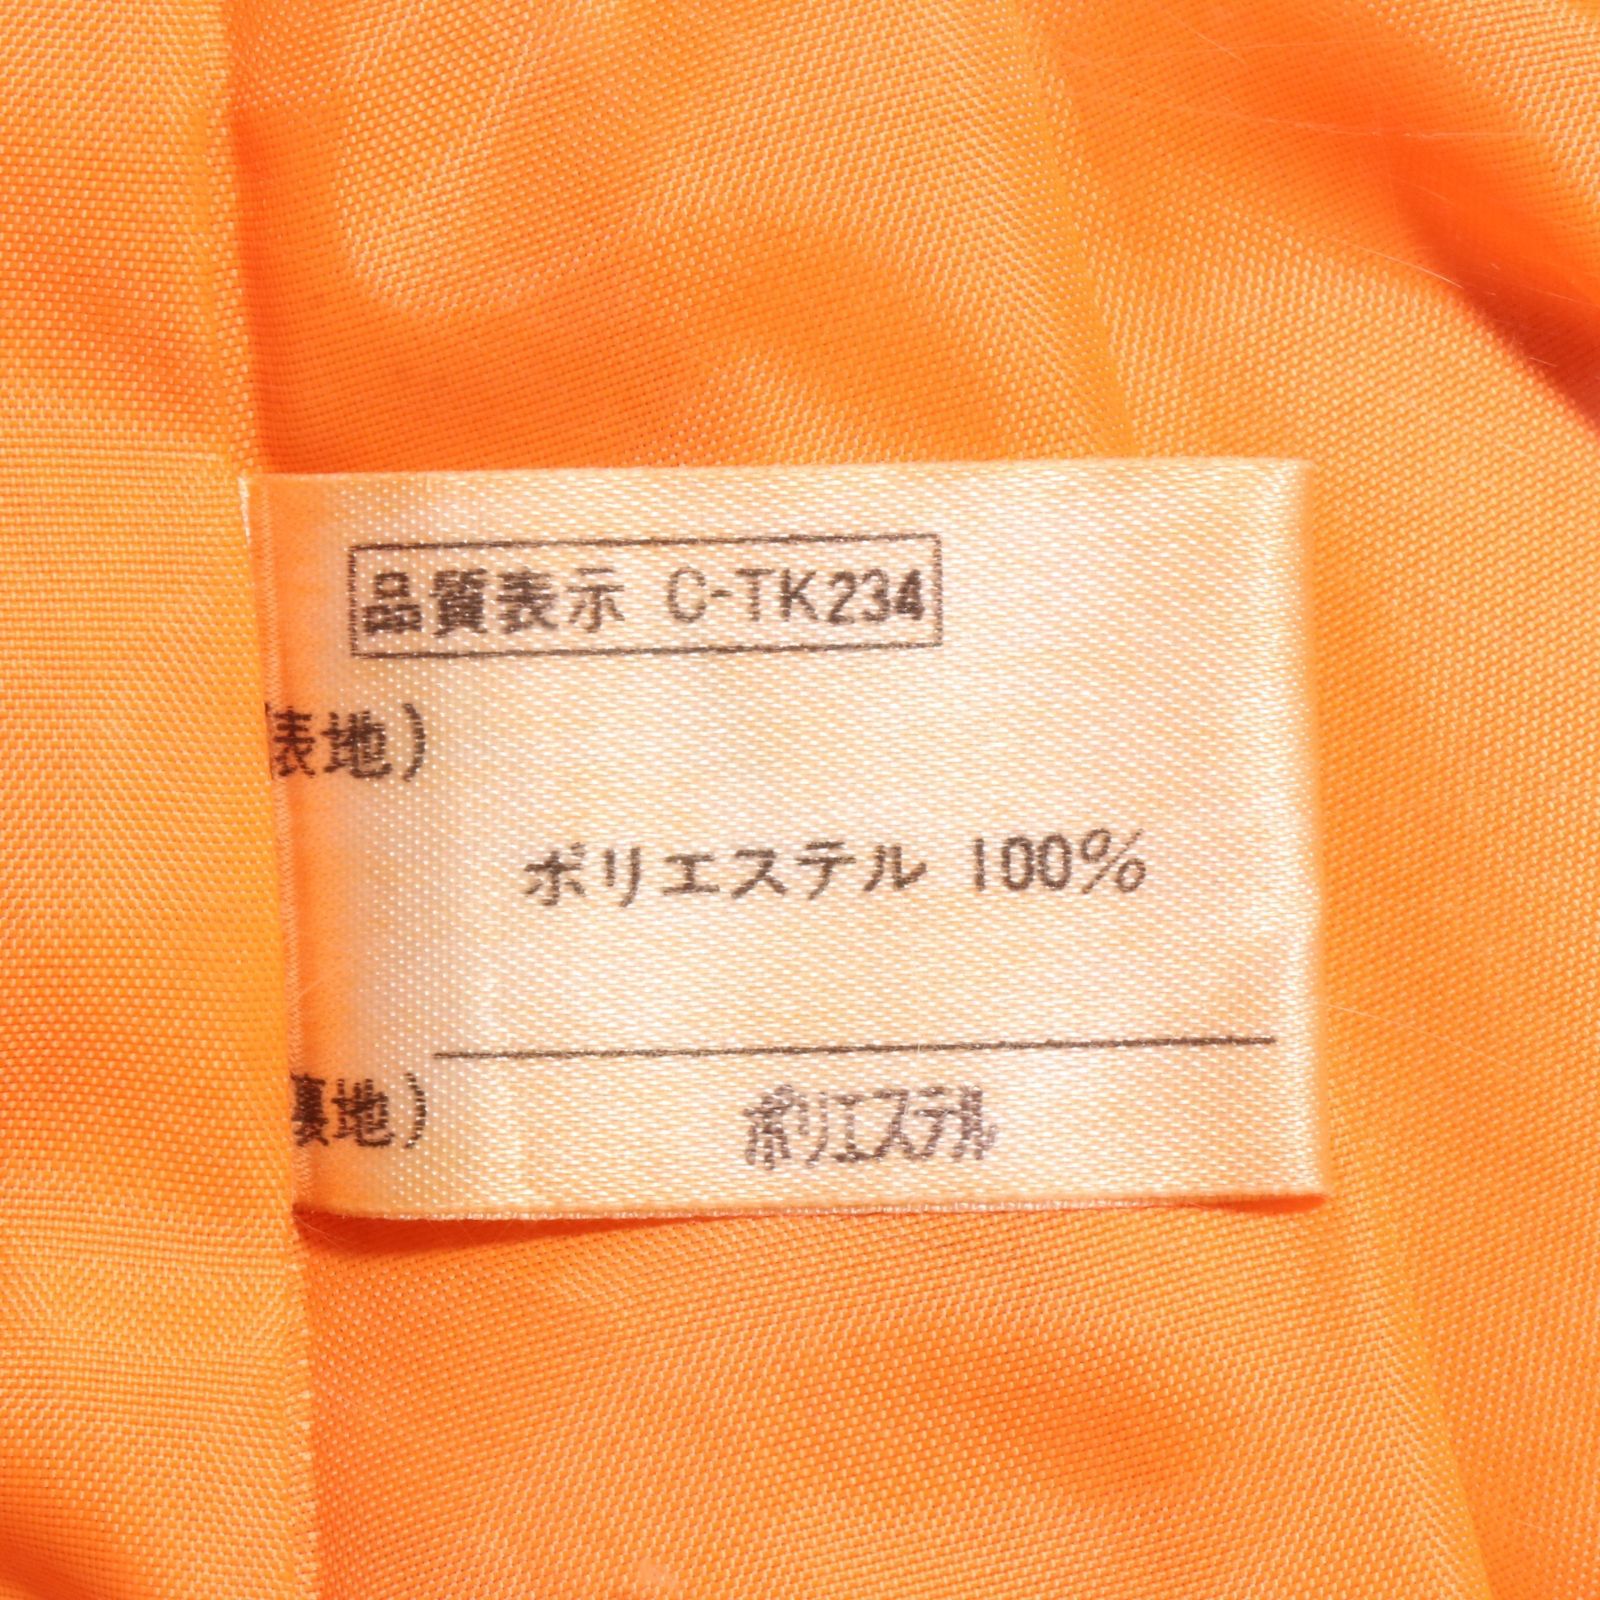 品質表示 C-TK234
(表地)
ポリエステル 100%
(裏地) ポリエステル